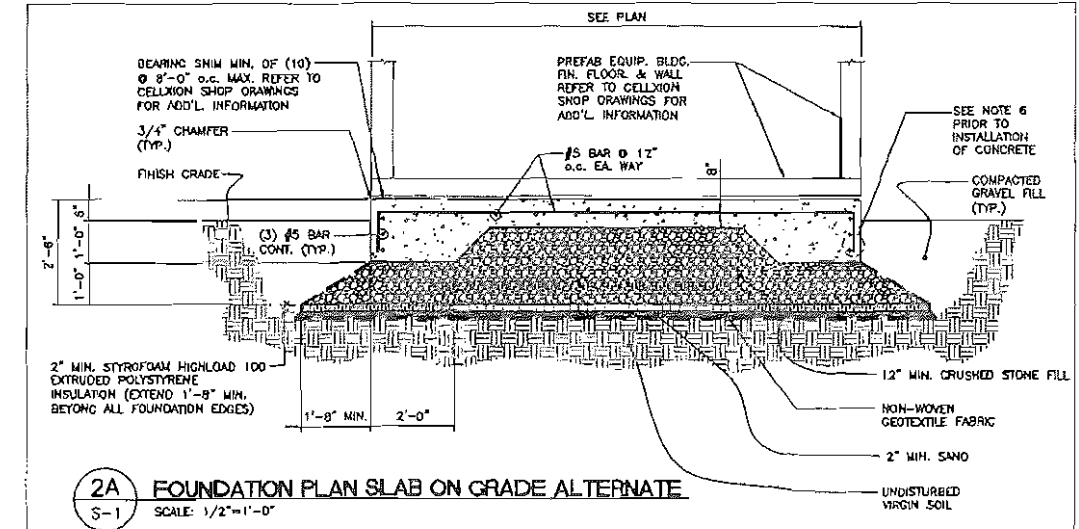 SEE PLAN
BEARING SHIM MIN. OF (10)
@ 8'-0" o.c. MAX. REFER TO
CELLXION SHOP DRAWINGS
FOR ADD'L. INFORMATION
3/4" CHAMFER
(TYP.)
FINISH GRADE
PREFAB EQUIP. BLDG.
FIN. FLOOR & WALL
REFER TO CELLXION
SHOP DRAWINGS FOR
ADD'L INFORMATION
#5 BAR @ 12"
o.c. EA. WAY
8"
SEE NOTE 6
PRIOR TO
INSTALLATION
OF CONCRETE
COMPACTED
GRAVEL FILL
(TYP.)
2'-6"
6"
1'-0"
1'-0"
(3) #5 BAR
CONT. (TYP.)
2" MIN. STYROFOAM HIGHLOAD 100
EXTRUDED POLYSTYRENE
INSULATION (EXTEND 1'-8" MIN.
BEYONG ALL FOUNDATION EDGES)
1'-8" MIN.
2'-0"
12" MIN. CRUSHED STONE FILL
NON-WOVEN
GEOTEXTILE FABRIC
2" MIN. SAND
UNDISTURBED
VIRGIN SOIL
2A
S-1
FOUNDATION PLAN SLAB ON GRADE ALTERNATE
SCALE: 1/2"=1'-0"